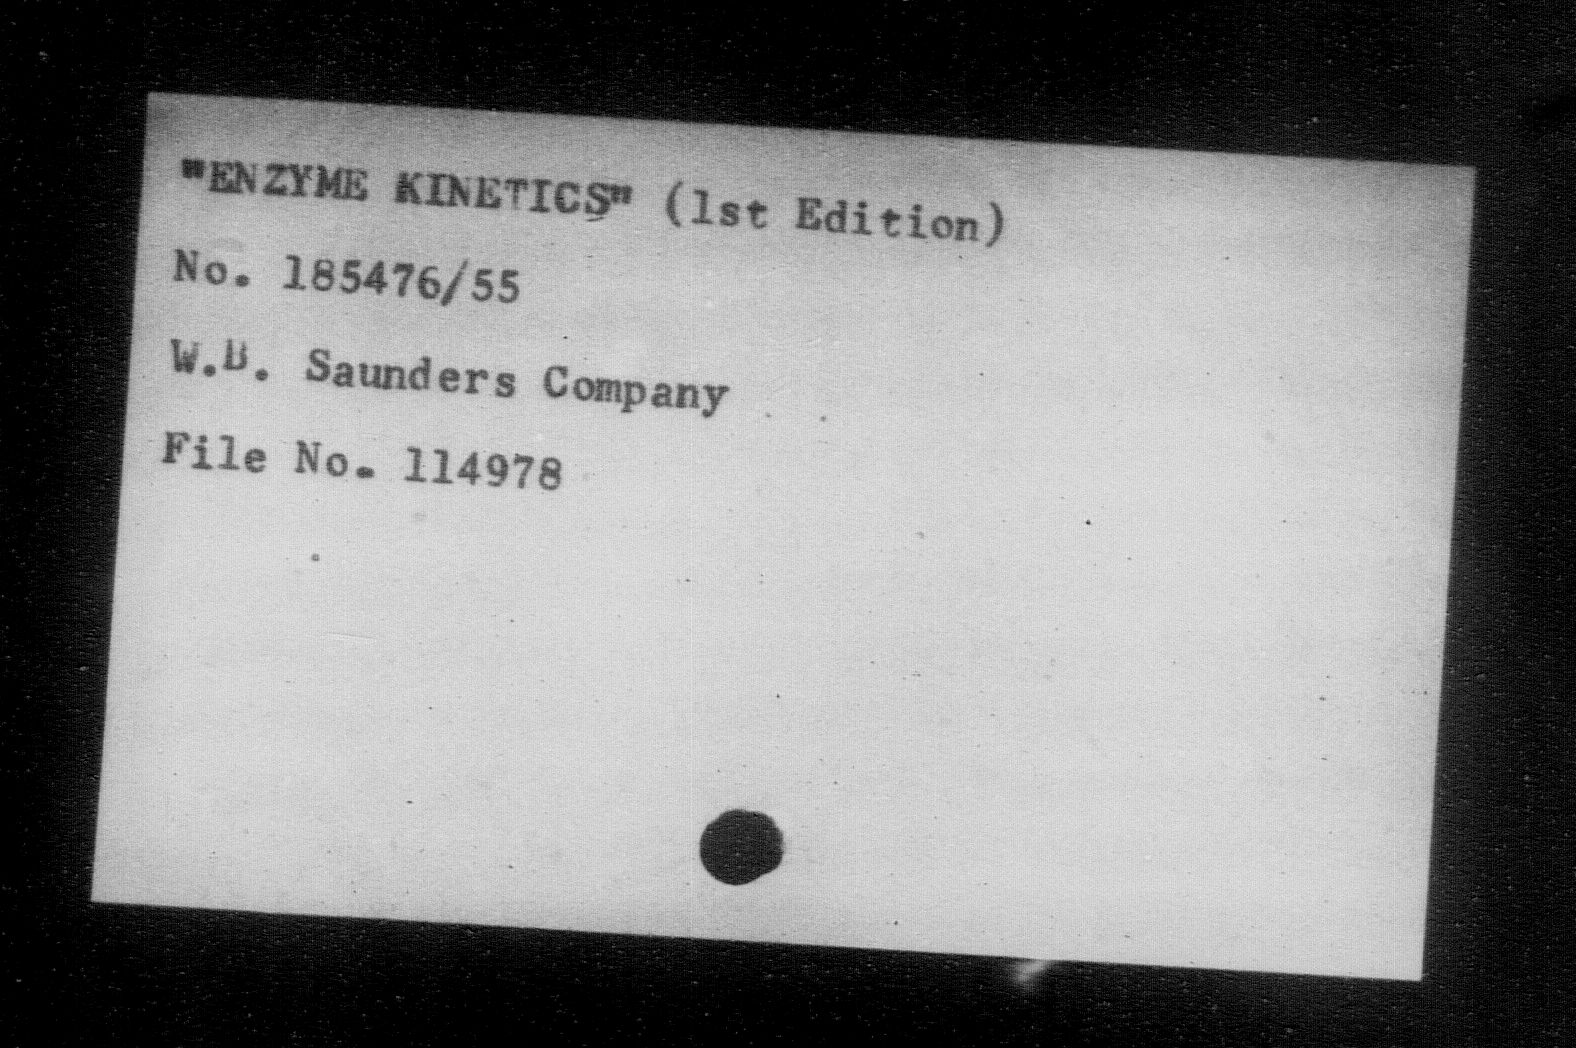 "ENZYME KINETICS" (1st Edition)
No. 185476/55
W.B. Saunders Company
File No. 114978